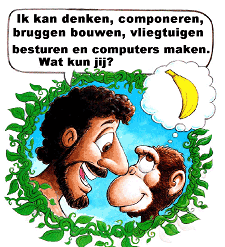 Ik kan denken, componeren,
bruggen bouwen, vliegtuigen
besturen en computers maken.
Wat kun jij?